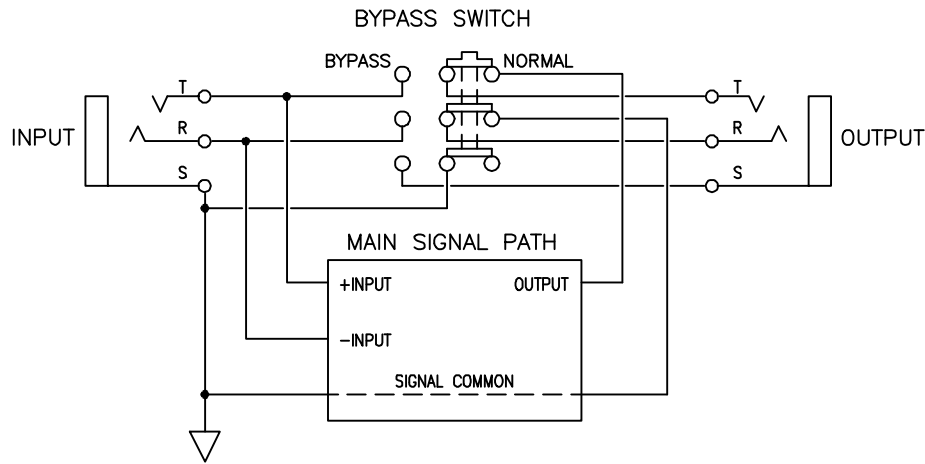 BYPASS SWITCH
BYPASS
NORMAL
T
T
R
R
INPUT
OUTPUT
S
S
MAIN SIGNAL PATH
+INPUT
OUTPUT
-INPUT
SIGNAL COMMON